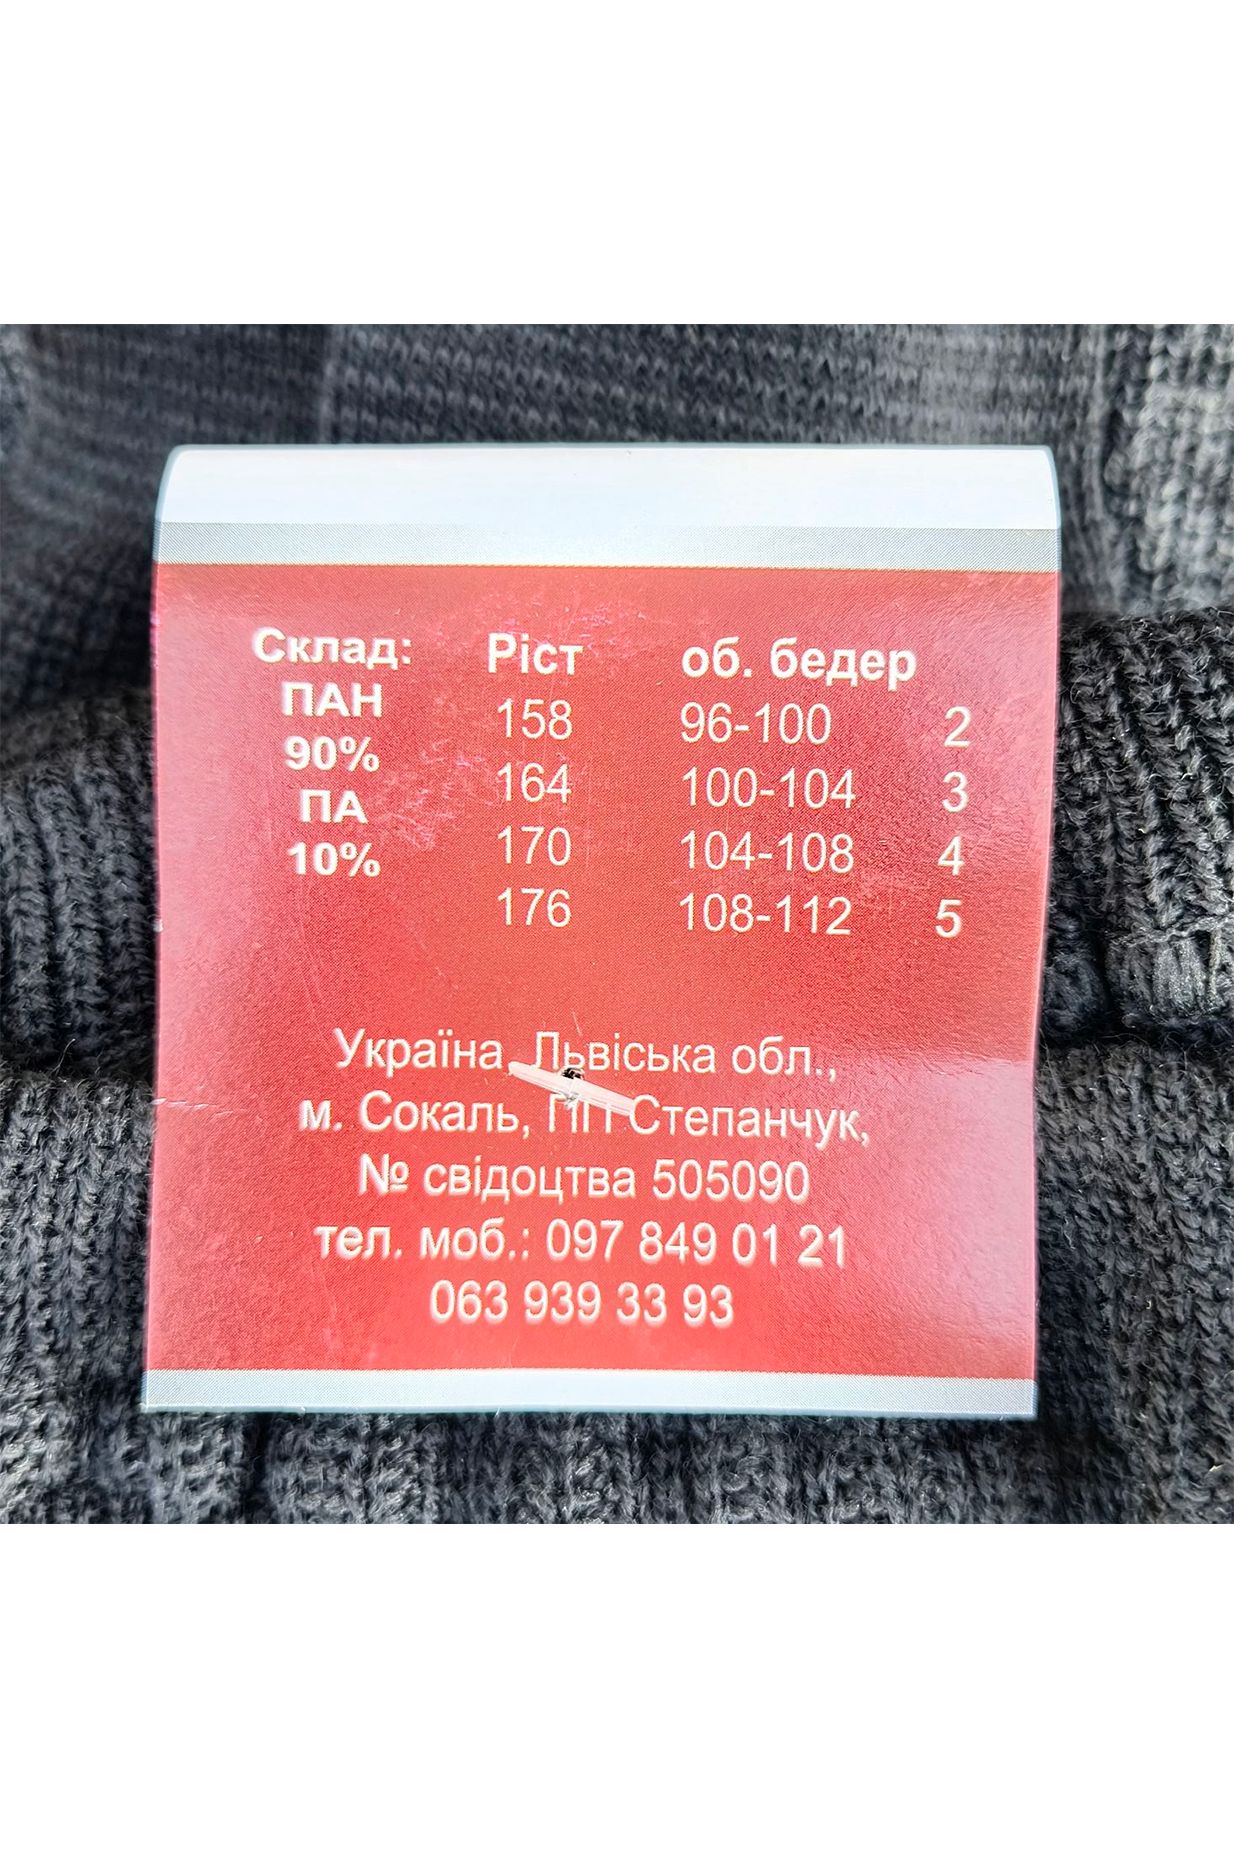 Склад:
ПАН
90%
ПА
10%
Ріст об. бедер
158 96-100 2
164 100-104 3
170 104-108 4
176 108-112 5
Україна, Львіська обл.,
м. Сокаль, ПП Степанчук,
№ свідоцтва 505090
тел. моб.: 097 849 01 21
063 939 33 93